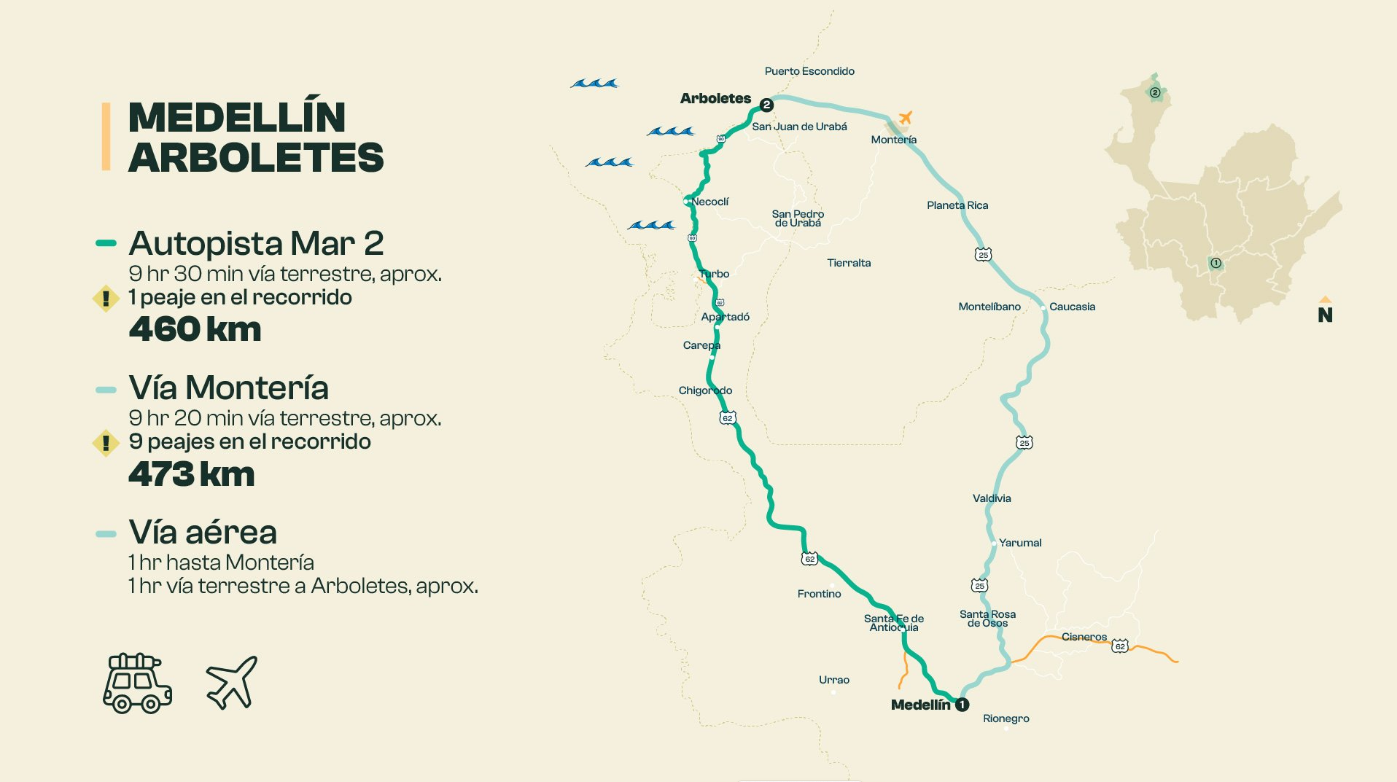 MEDELLÍN
ARBOLETES
Autopista Mar 2
9 hr 30 min vía terrestre, aprox.
! 1 peaje en el recorrido
460 km
Vía Montería
9 hr 20 min vía terrestre, aprox.
! 9 peajes en el recorrido
473 km
Vía aérea
1 hr hasta Montería
1 hr vía terrestre a Arboletes, aprox.
Puerto Escondido
Arboletes 2
San Juan de Urabá
Montería
Necoclí
San Pedro
de Urabá
Planeta Rica
25
Tierralta
Turbo
Apartadó
Montelíbano
Caucasia
Carepa
Chigorodo
62
25
Valdivia
Yarumal
62
25
Frontino
Santa Fe de
Antioquia
Santa Rosa
de Osos
Cisneros
62
Urrao
Medellín 1
Rionegro
2
1
N